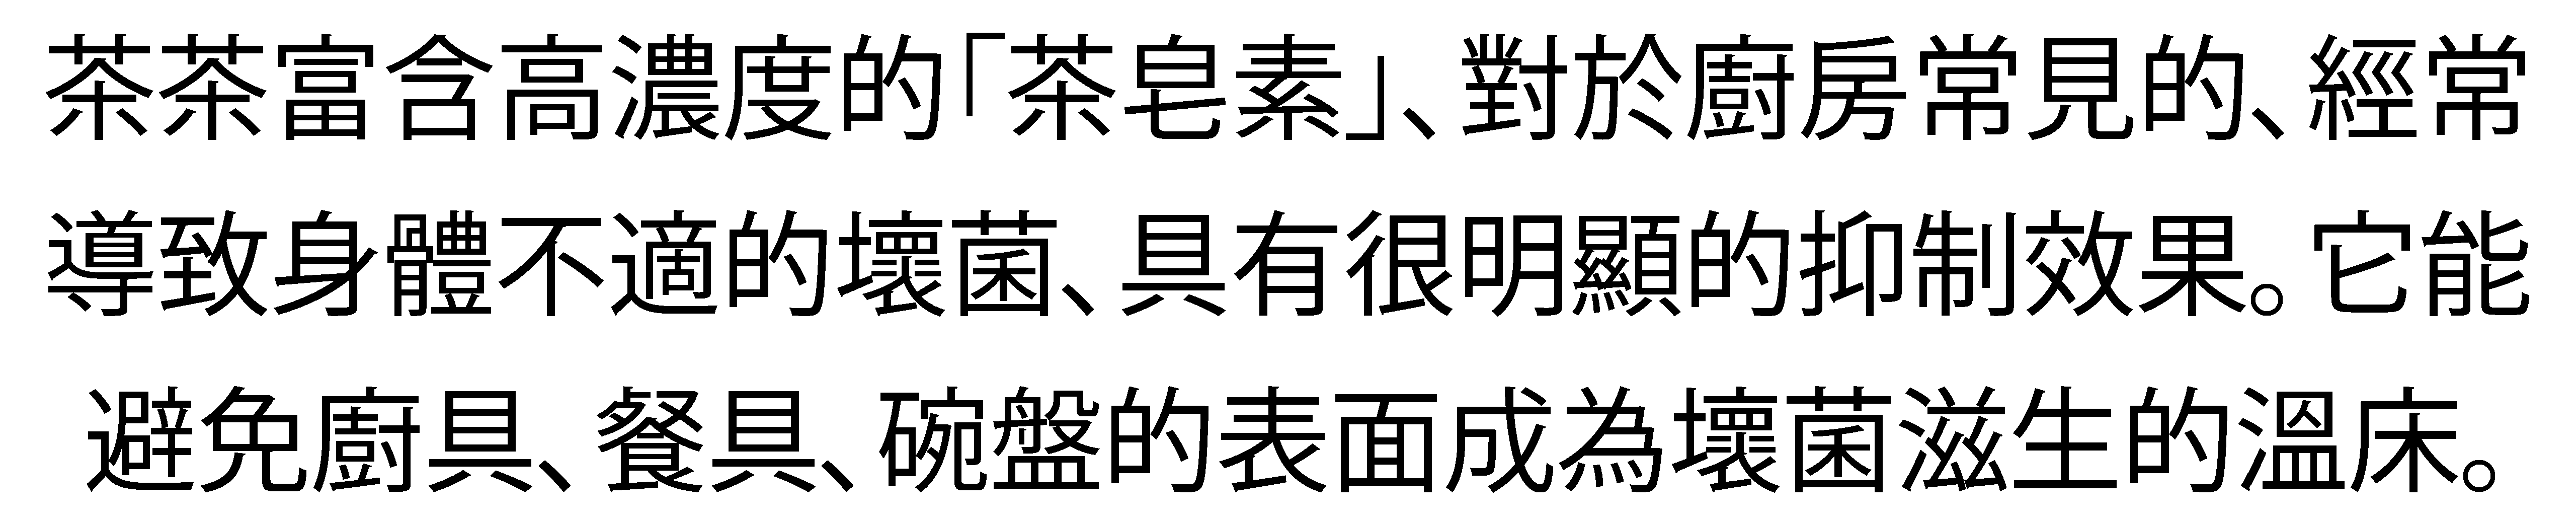 茶茶富含高濃度的「茶皂素」、對於廚房常見的、經常
導致身體不適的壞菌、具有很明顯的抑制效果。它能
避免廚具、餐具、碗盤的表面成為壞菌滋生的溫床。